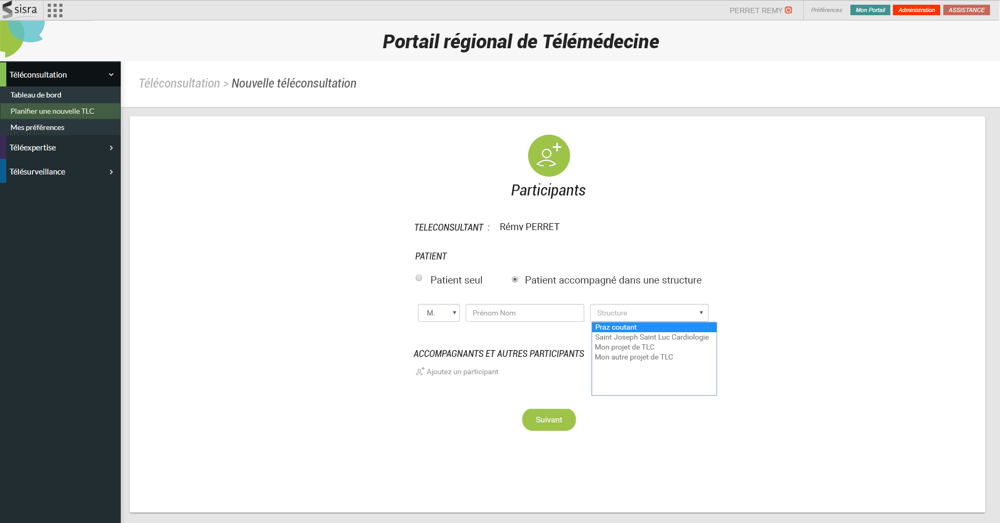 sisra
PERRET REMY
Préférences
Mon Portail
Administration
ASSISTANCE
Portail régional de Télémédecine
Téléconsultation
Tableau de bord
Planifier une nouvelle TLC
Mes préférences
Téléexpertise
Télésurveillance
Téléconsultation > Nouvelle téléconsultation
Participants
TELECONSULTANT : Rémy PERRET
PATIENT
Patient seul
Patient accompagné dans une structure
M.
Prénom Nom
Structure
Praz coutant
Saint Joseph Saint Luc Cardiologie
Mon projet de TLC
Mon autre projet de TLC
ACCOMPAGNANTS ET AUTRES PARTICIPANTS
Ajoutez un participant
Suivant